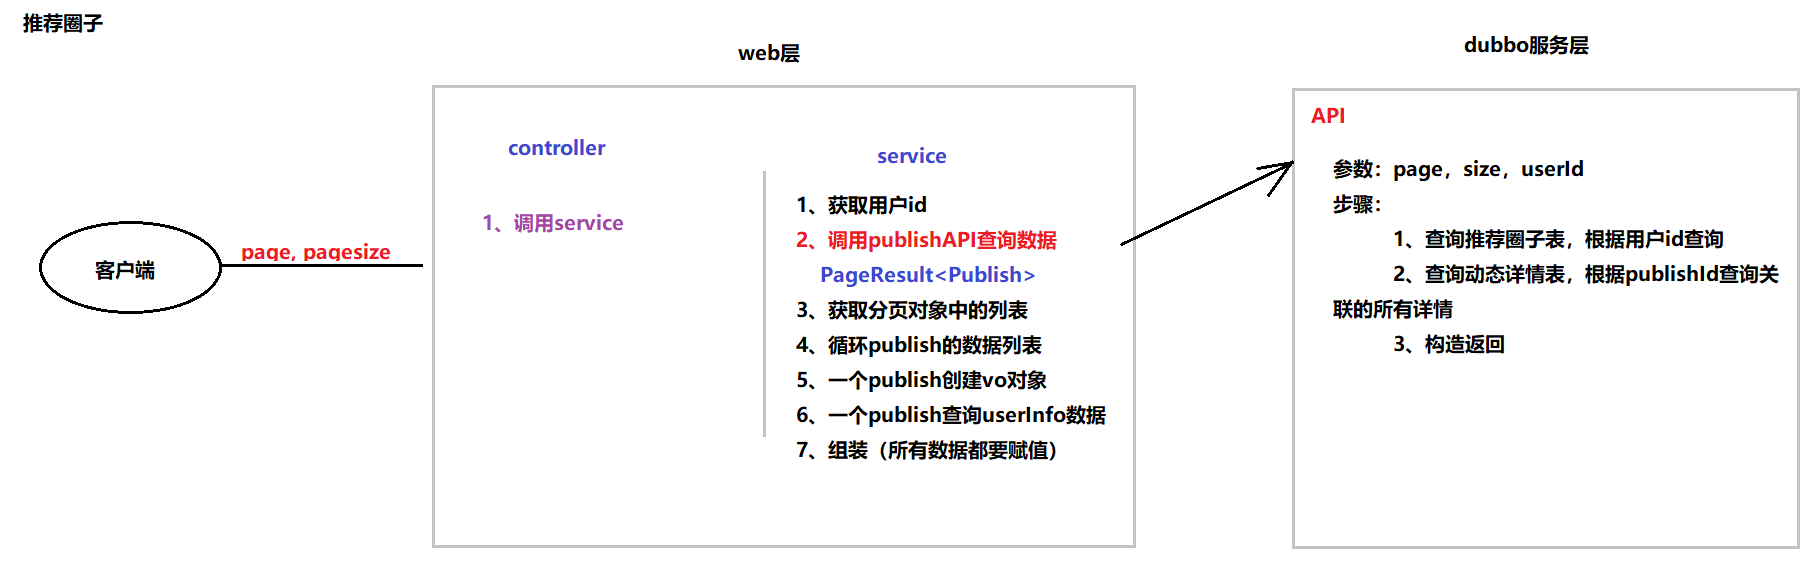 推荐圈子
web层
dubbo服务层
客户端
page, pagesize
controller
1、调用service
service
1、获取用户id
2、调用publishAPI查询数据
PageResult<Publish>
3、获取分页对象中的列表
4、循环publish的数据列表
5、一个publish创建vo对象
6、一个publish查询userInfo数据
7、组装（所有数据都要赋值）
API
参数：page，size，userId
步骤：
1、查询推荐圈子表，根据用户id查询
2、查询动态详情表，根据publishId查询关
联的所有详情
3、构造返回